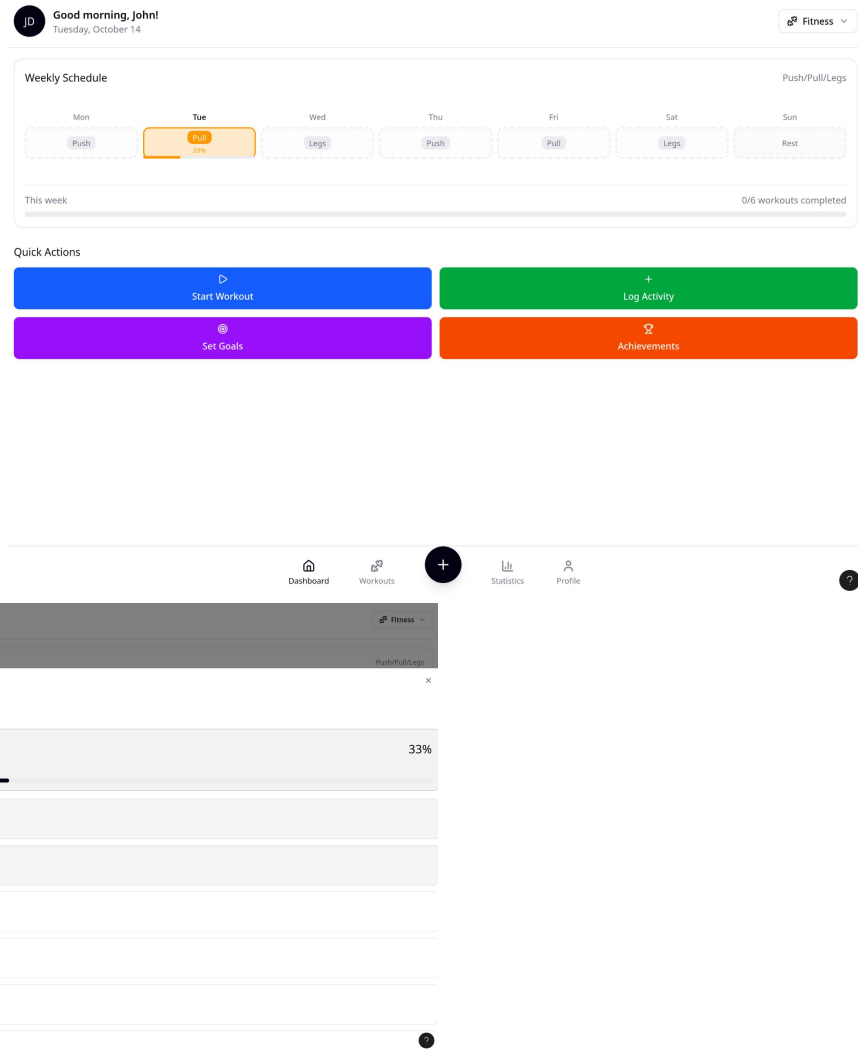 JD
Good morning, John!
Tuesday, October 14
Fitness
Weekly Schedule
Push/Pull/Legs
Mon Tue Wed Thu Fri Sat Sun
Push Pull Legs Push Pull Legs Rest
33%
This week
0/6 workouts completed
Quick Actions
Start Workout
Log Activity
Set Goals
Achievements
Dashboard
Workouts
Statistics
Profile
?
Fitness
Push/Pull/Legs
33%
?